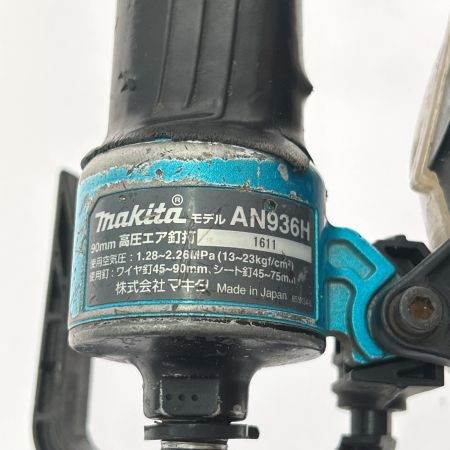 makita® モデル AN936H
90mm 高圧エア釘打 1611
使用空気圧：1.28~2.26MPa (13~23kgf/cm²)
使用釘：ワイヤ釘45~90mm, シート釘45~75mm
株式会社マキタ Made in Japan